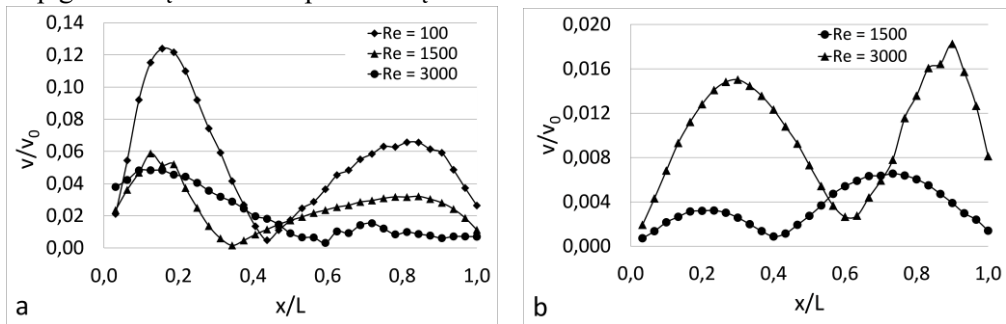 0,14
0,12
0,10
0,08
0,06
0,04
0,02
0,00
v/v0
Re = 100
Re = 1500
Re = 3000
0,0 0,2 0,4 0,6 0,8 1,0
x/L
a
0,020
0,016
0,012
0,008
0,004
0,000
v/v0
Re = 1500
Re = 3000
0,0 0,2 0,4 0,6 0,8 1,0
x/L
b